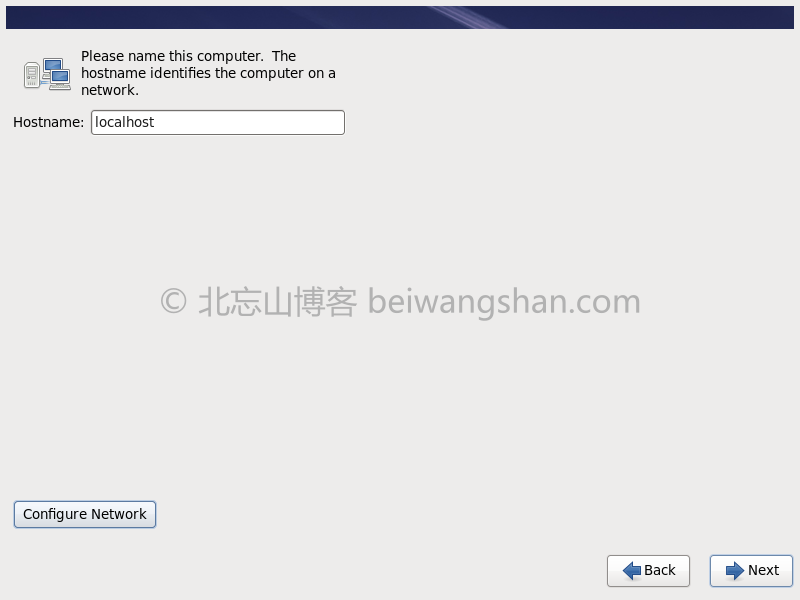 Please name this computer.  The
hostname identifies the computer on a
network.
Hostname: localhost
© 北忘山博客 beiwangshan.com
Configure Network
Back
Next